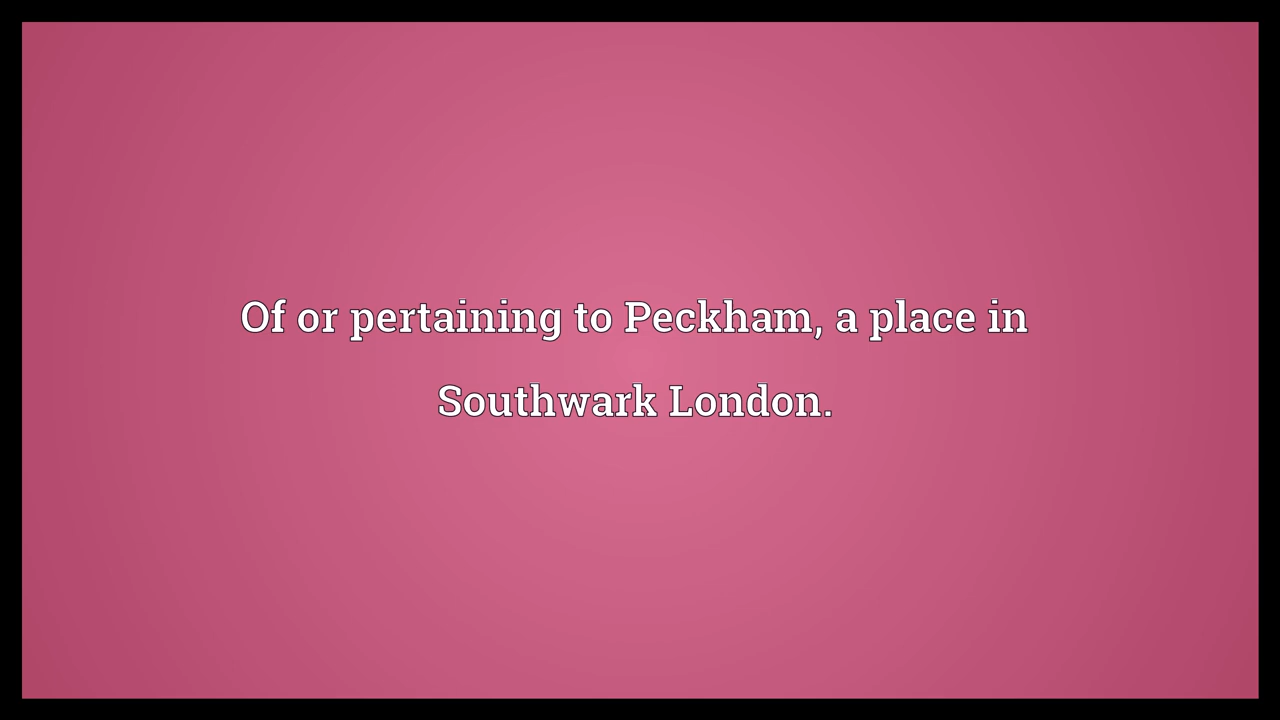 Of or pertaining to Peckham, a place in
Southwark London.